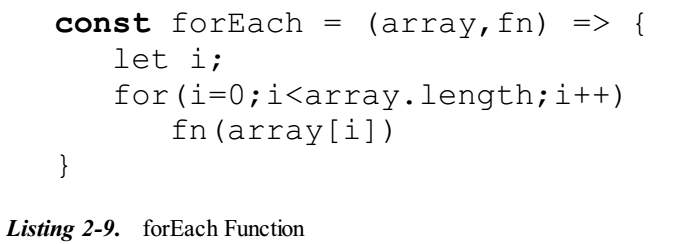 const forEach = (array,fn) => {
let i;
for(i=0;i<array.length;i++)
fn(array[i])
}
Listing 2-9. forEach Function